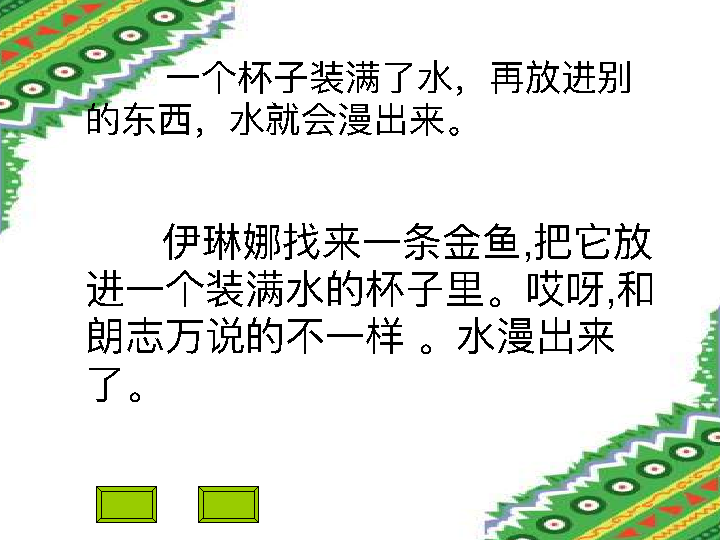 一个杯子装满了水，再放进别
的东西，水就会漫出来。
伊琳娜找来一条金鱼,把它放
进一个装满水的杯子里。哎呀,和
朗志万说的不一样 。水漫出来
了。